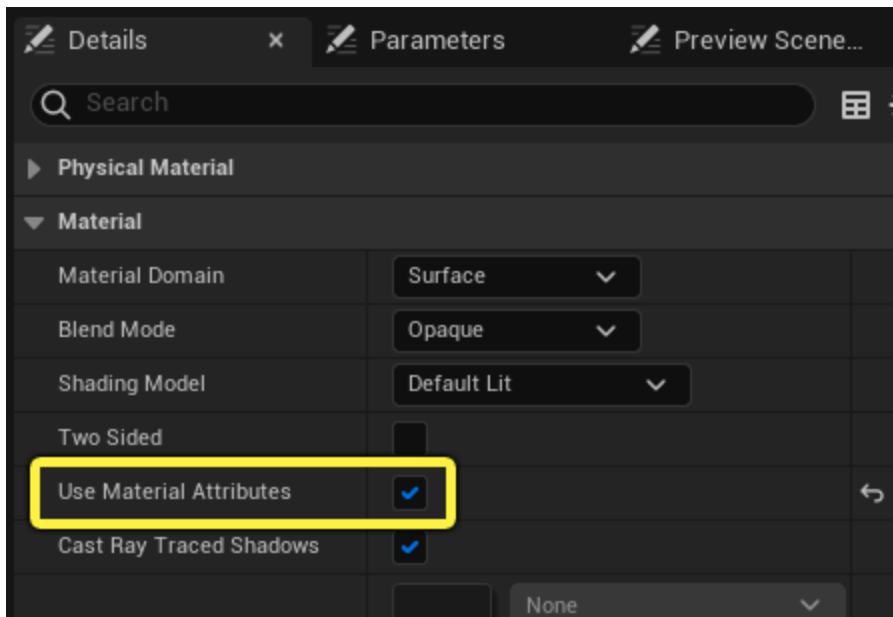 Details × Parameters Preview Scene...
Search
Physical Material
Material
Material Domain Surface
Blend Mode Opaque
Shading Model Default Lit
Two Sided
Use Material Attributes
Cast Ray Traced Shadows
None